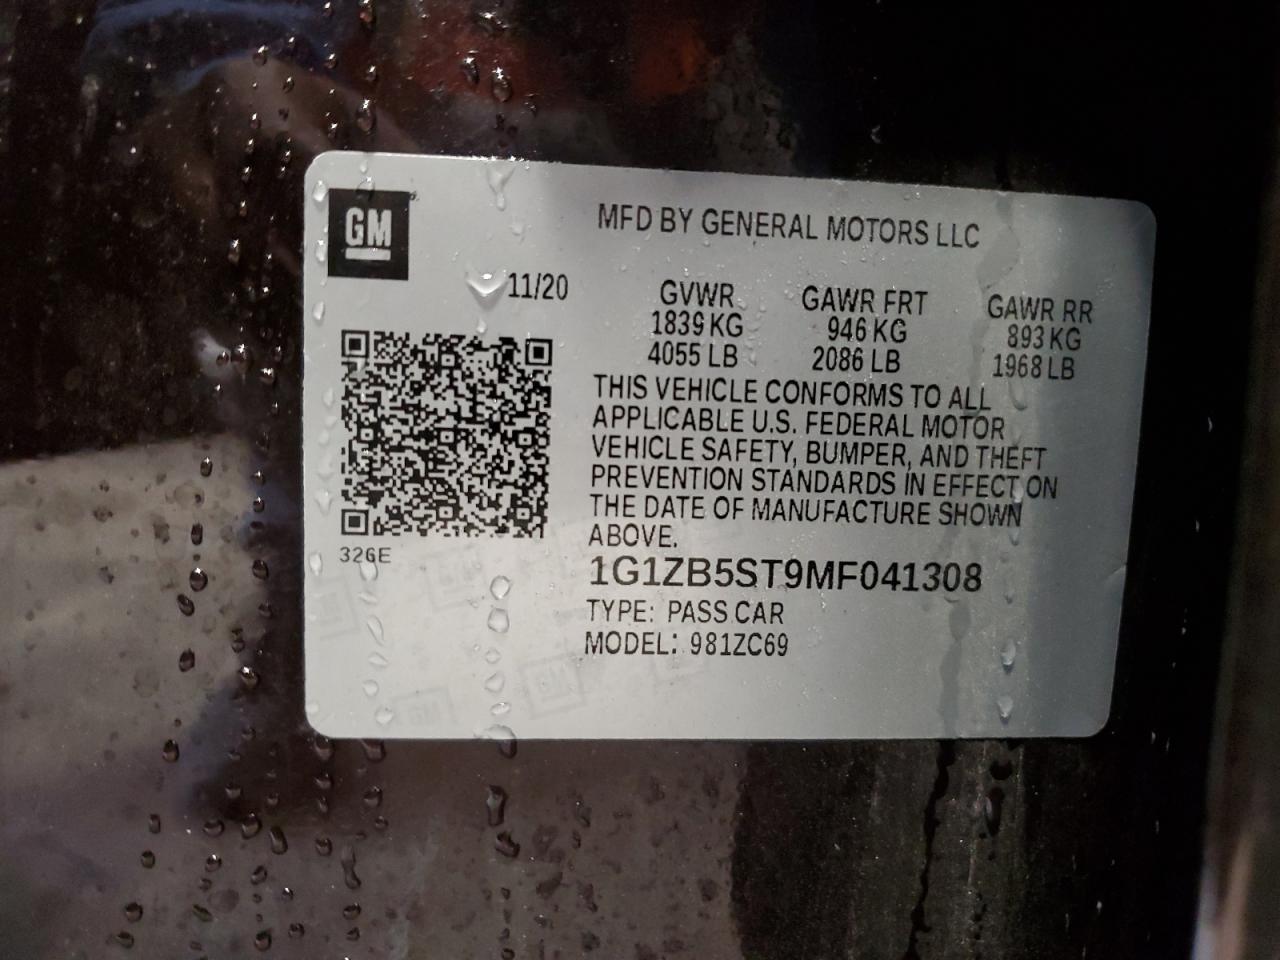 GM
MFD BY GENERAL MOTORS LLC
11/20
GVWR GAWR FRT GAWR RR
1839 KG 946 KG 893 KG
4055 LB 2086 LB 1968 LB
THIS VEHICLE CONFORMS TO ALL
APPLICABLE U.S. FEDERAL MOTOR
VEHICLE SAFETY, BUMPER, AND THEFT
PREVENTION STANDARDS IN EFFECT ON
THE DATE OF MANUFACTURE SHOWN
ABOVE.
326E
1G1ZB5ST9MF041308
TYPE: PASS CAR
MODEL: 981ZC69
GM
GM